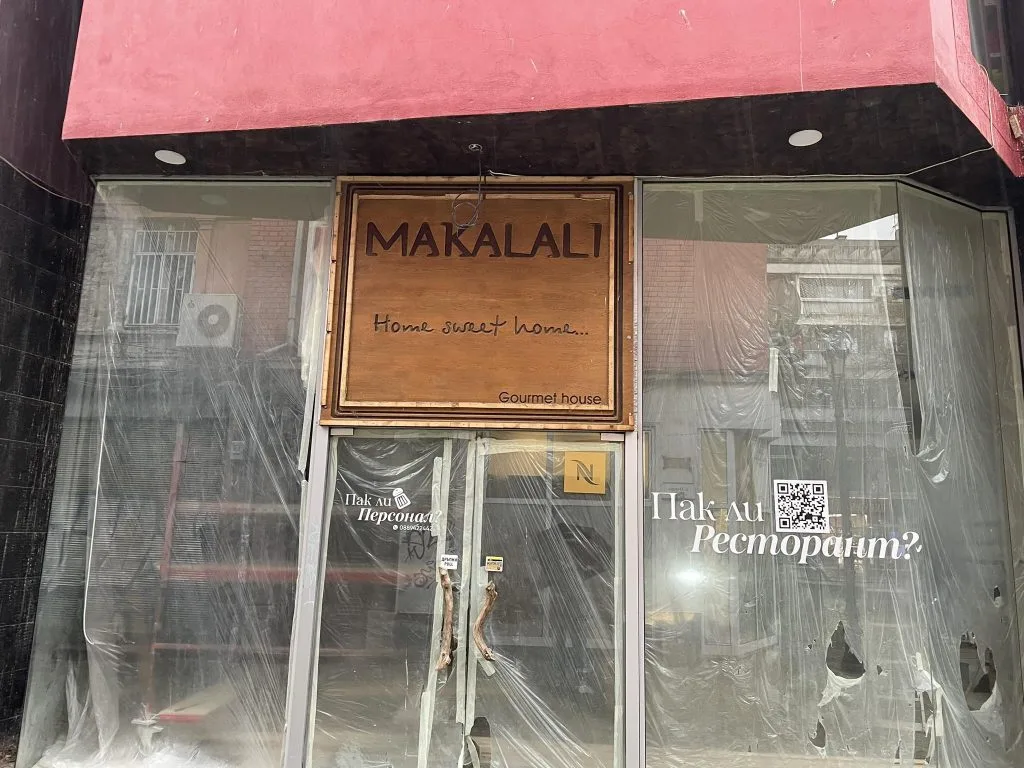 MAKALALI
Home sweet home...
Gourmet house
N
Пак ли
Персонал?
Пак ли
Ресторант?